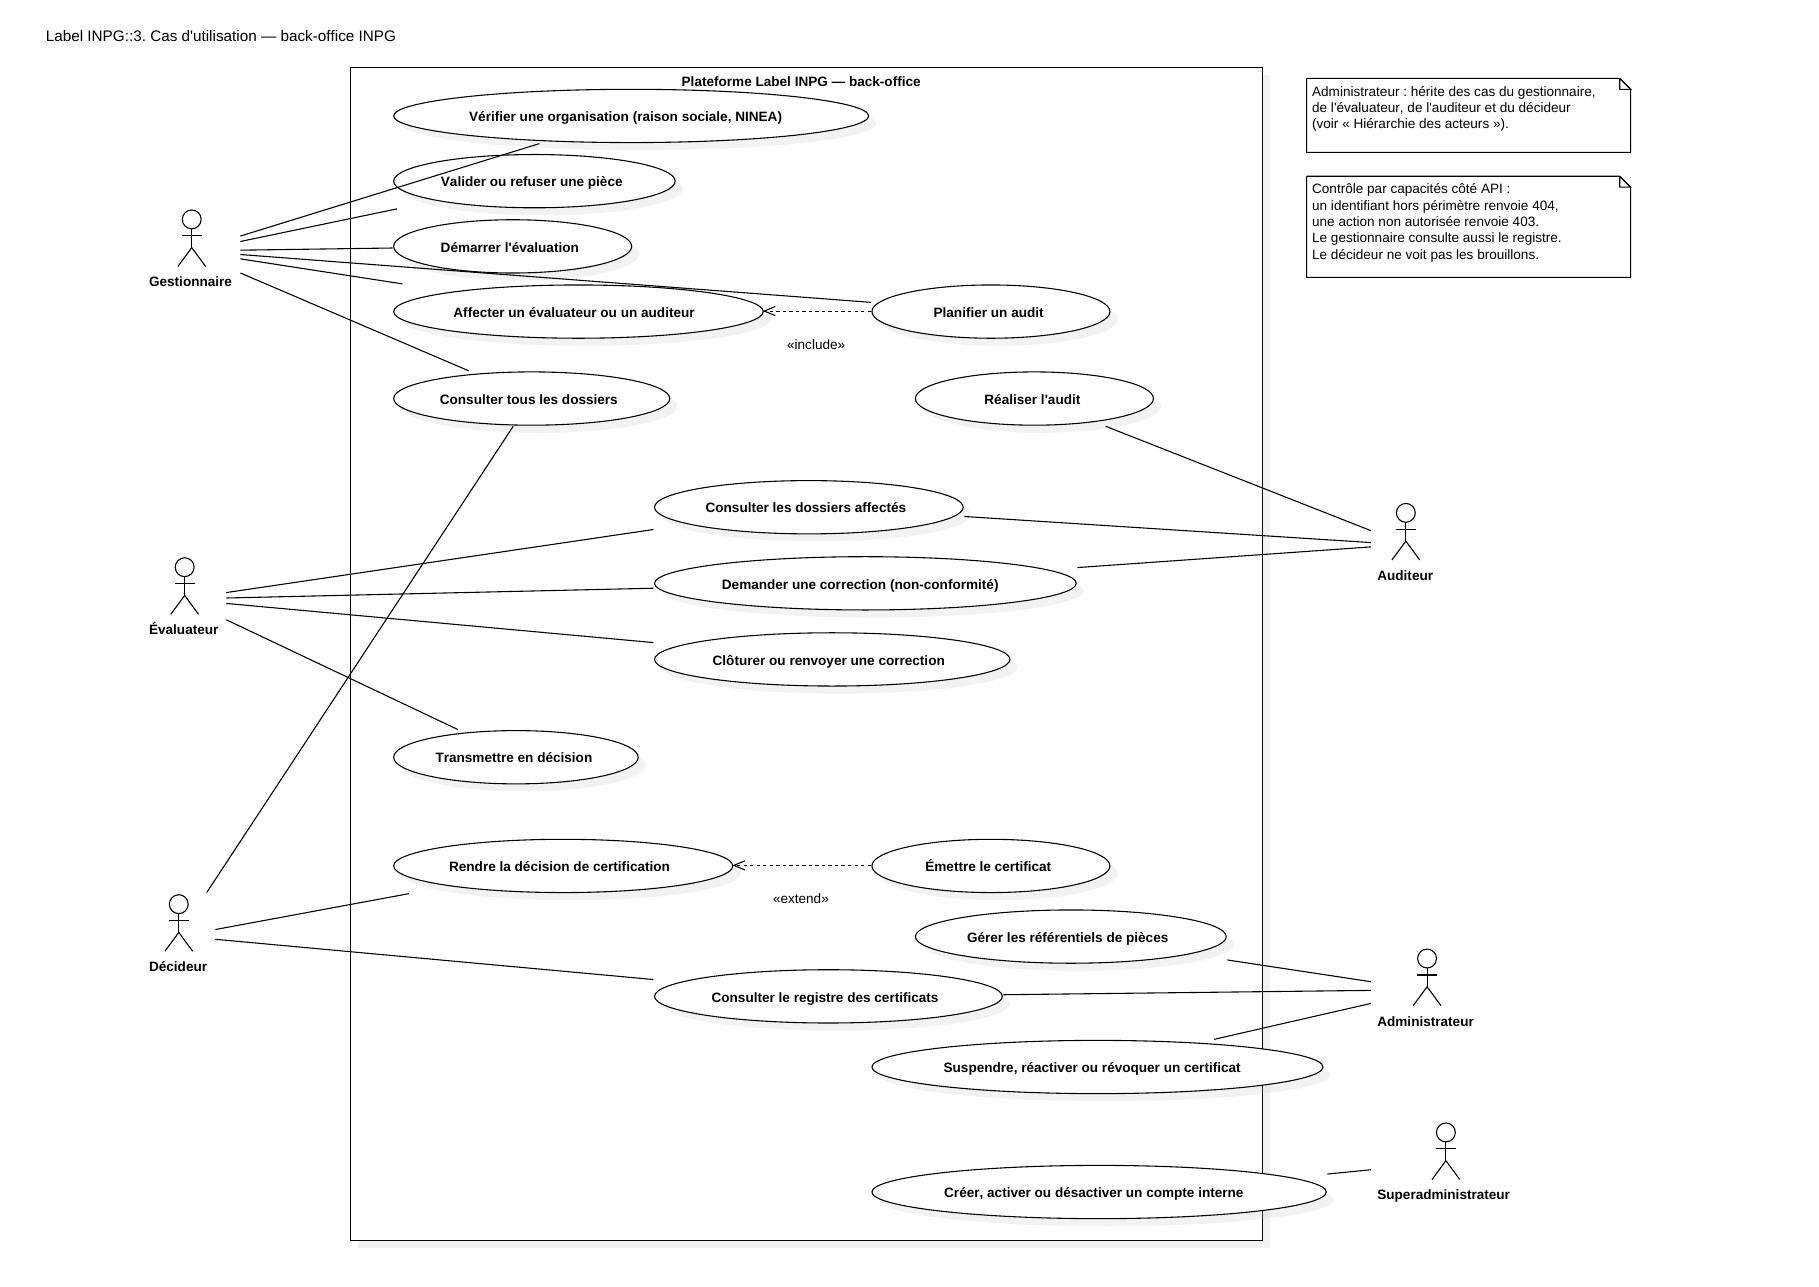 Label INPG::3. Cas d'utilisation — back-office INPG
Plateforme Label INPG — back-office
Vérifier une organisation (raison sociale, NINEA)
Valider ou refuser une pièce
Démarrer l'évaluation
Gestionnaire
Affecter un évaluateur ou un auditeur
Planifier un audit
«include»
Consulter tous les dossiers
Réaliser l'audit
Administrateur : hérite des cas du gestionnaire,
de l'évaluateur, de l'auditeur et du décideur
(voir « Hiérarchie des acteurs »).
Contrôle par capacités côté API :
un identifiant hors périmètre renvoie 404,
une action non autorisée renvoie 403.
Le gestionnaire consulte aussi le registre.
Le décideur ne voit pas les brouillons.
Consulter les dossiers affectés
Auditeur
Demander une correction (non-conformité)
Évaluateur
Clôturer ou renvoyer une correction
Transmettre en décision
Rendre la décision de certification
Émettre le certificat
«extend»
Gérer les référentiels de pièces
Décideur
Consulter le registre des certificats
Administrateur
Suspendre, réactiver ou révoquer un certificat
Créer, activer ou désactiver un compte interne
Superadministrateur